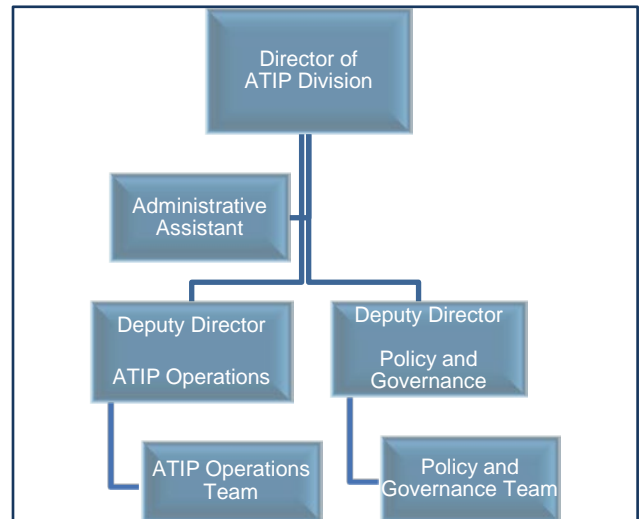 Director of
ATIP Division
Administrative
Assistant
Deputy Director
ATIP Operations
Deputy Director
Policy and
Governance
ATIP Operations
Team
Policy and
Governance Team